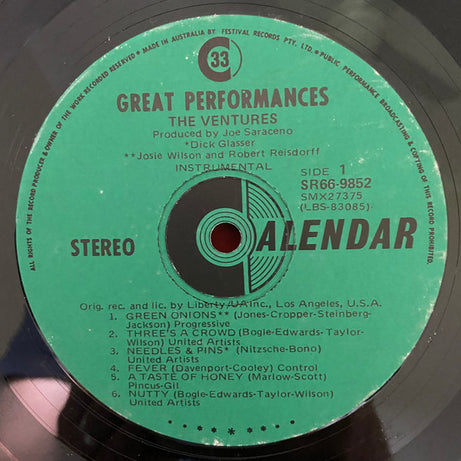 ALL RIGHTS OF THE RECORD PRODUCER & OWNER OF THE WORK RECORDED RESERVED ● MADE IN AUSTRALIA BY FESTIVAL RECORDS PTY. LTD. ● PUBLIC PERFORMANCE BROADCASTING & COPYING OF THIS RECORD PROHIBITED
33
GREAT PERFORMANCES
THE VENTURES
Produced by Joe Saraceno
*Dick Glasser
**Josie Wilson and Robert Reisdorff
INSTRUMENTAL
SIDE 1
SR66-9852
SMX27375
(LBS-83085)
STEREO
CALENDAR
Orig. rec. and lic. by Liberty/UA inc., Los Angeles, U.S.A.
1. GREEN ONIONS** (Jones-Cropper-Steinberg-
Jackson) Progressive
2. THREE'S A CROWD (Bogle-Edwards-Taylor-
Wilson) United Artists
3. NEEDLES & PINS* (Nitzsche-Bono)
United Artists
4. FEVER (Davenport-Cooley) Control
5. A TASTE OF HONEY (Marlow-Scott)
Pincus-Gil
6. NUTTY (Bogle-Edwards-Taylor-Wilson)
United Artists